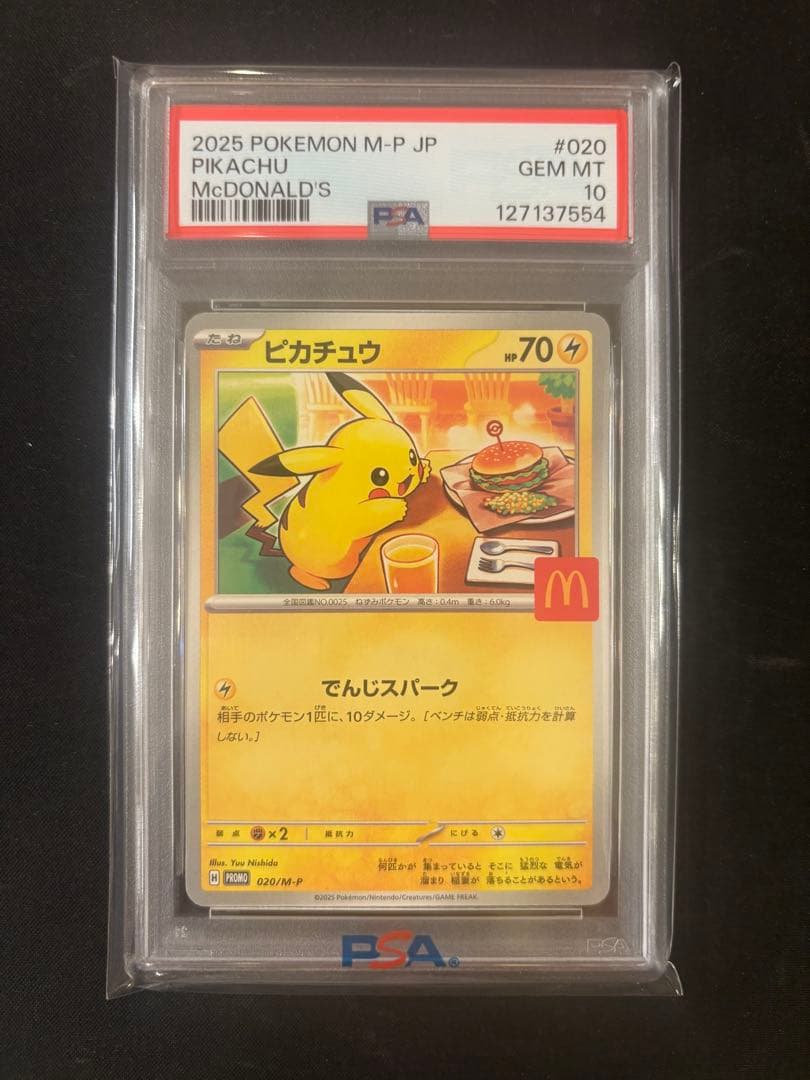 2025 POKEMON M-P JP #020
PIKACHU GEM MT
McDONALD'S 10
PSA 127137554
たね ピカチュウ HP70
全国図鑑NO.0025 ねずみポケモン 高さ:0.4m 重さ:6.0kg
でんじスパーク
相手のポケモン1匹に、10ダメージ。[ベンチは弱点・抵抗力を計算
しない。]
弱点 ×2 抵抗力 にげる
Illus. Yuu Nishida
何匹かが 集まっていると そこに 猛烈な 電気が
溜まり 稲妻が 落ちることがあるという。
H PROMO 020/M-P
©2025 Pokémon/Nintendo/Creatures/GAME FREAK.
PSA®
PSA